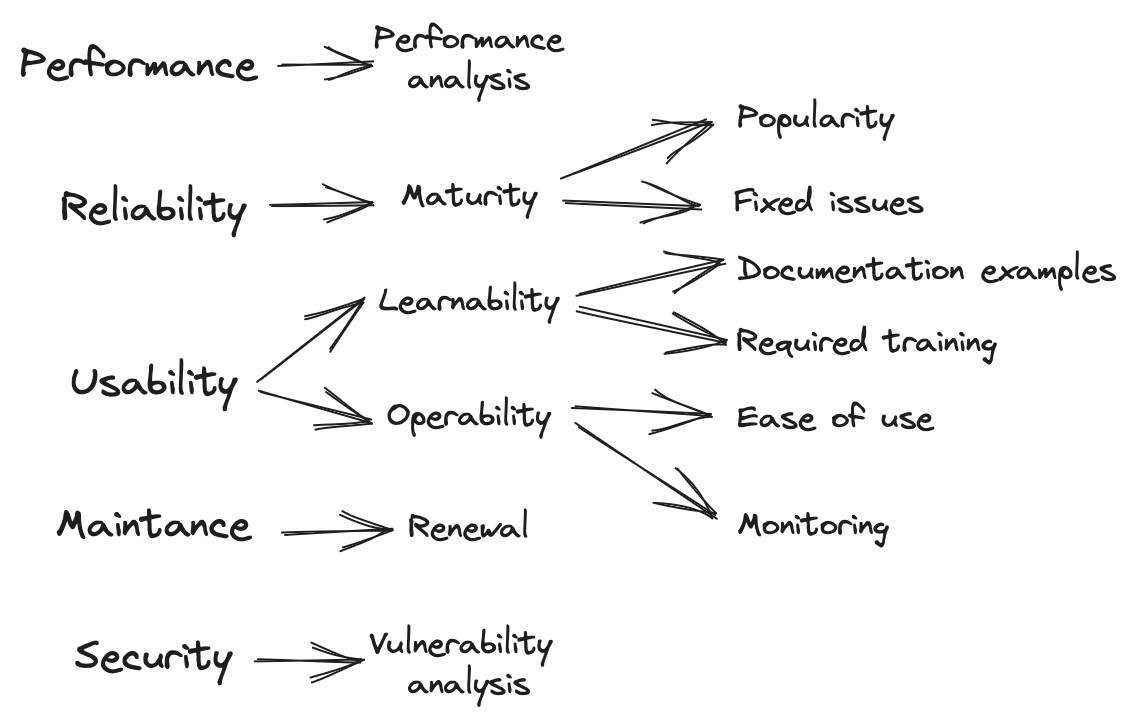 Performance
Performance
analysis
Popularity
Reliability
Maturity
Fixed issues
Learnability
Documentation examples
Required training
Usability
Operability
Ease of use
Maintance
Renewal
Monitoring
Security
Vulnerability
analysis